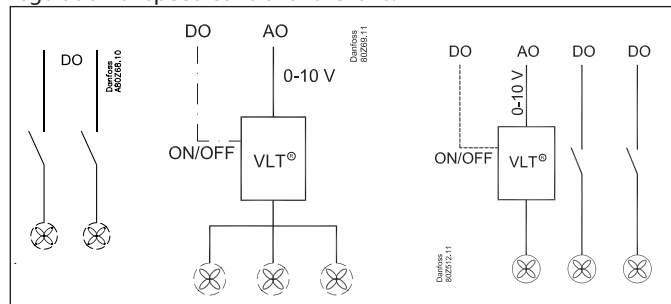 DO
Danfoss
A80Z68.10
DO
AO
Danfoss
80Z69.11
0-10 V
ON/OFF
VLT®
DO
AO
DO
DO
0-10 V
ON/OFF
VLT®
Danfoss
80Z512.11